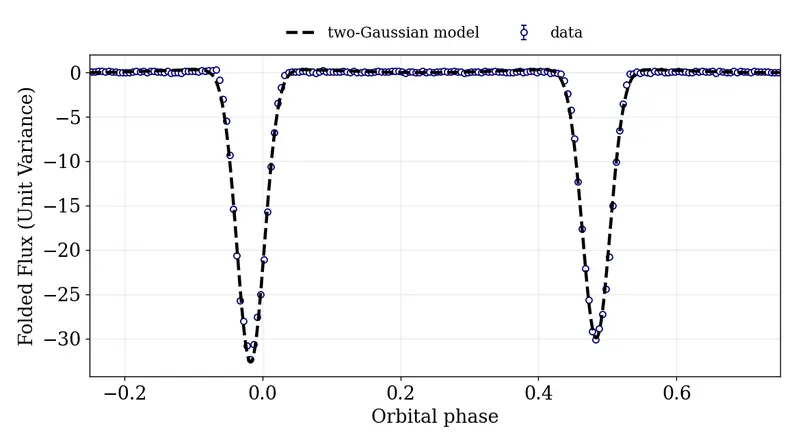 two-Gaussian model data
0
−5
−10
−15
−20
−25
−30
Folded Flux (Unit Variance)
−0.2 0.0 0.2 0.4 0.6
Orbital phase